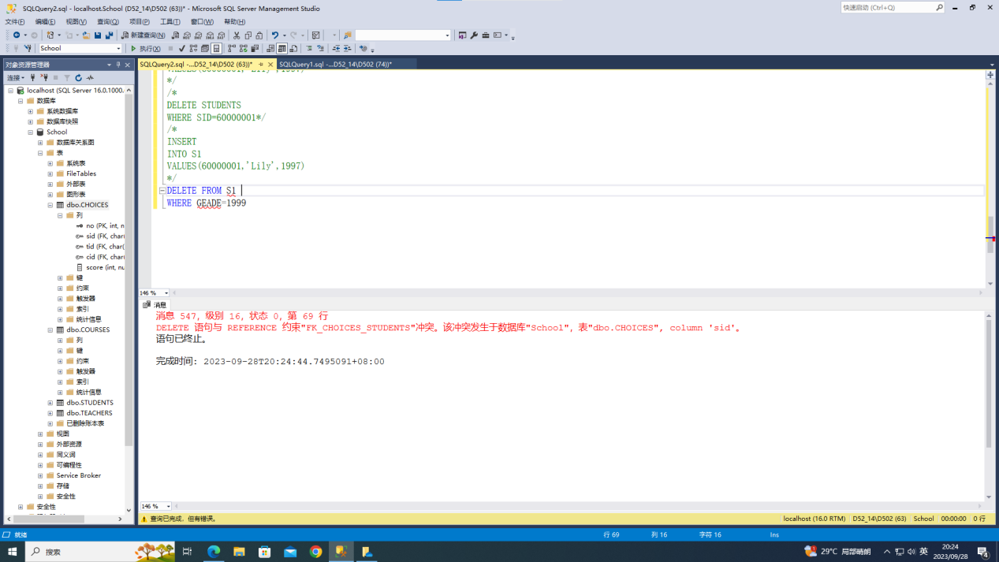 SQLQuery2.sql - localhost.School (D52_14\D502 (63))* - Microsoft SQL Server Management Studio
快速启动 (Ctrl+Q)
文件(F) 编辑(E) 视图(V) 查询(Q) 项目(P) 工具(T) 窗口(W) 帮助(H)
新建查询(N)
School 执行(X)
对象资源管理器
连接
localhost (SQL Server 16.0.1000.
数据库
系统数据库
数据库快照
School
数据库关系图
表
系统表
FileTables
外部表
图形表
dbo.CHOICES
列
no (PK, int, n
sid (FK, char(
tid (FK, char(
cid (FK, char(
score (int, nu
键
约束
触发器
索引
统计信息
dbo.COURSES
列
键
约束
触发器
索引
统计信息
dbo.STUDENTS
dbo.TEACHERS
已删除账本表
视图
外部资源
同义词
可编程性
Service Broker
存储
安全性
安全性
SQLQuery2.sql -...D52_14\D502 (63))* SQLQuery1.sql -...D52_14\D502 (74))*
VALUES(60000001,'Lily',1997)
*/
/*
DELETE STUDENTS
WHERE SID=60000001*/
/*
INSERT
INTO S1
VALUES(60000001,'Lily',1997)
*/
DELETE FROM S1
WHERE GEADE=1999
146 %
消息
消息 547, 级别 16, 状态 0, 第 69 行
DELETE 语句与 REFERENCE 约束"FK_CHOICES_STUDENTS"冲突。该冲突发生于数据库"School", 表"dbo.CHOICES", column 'sid'。
语句已终止。
完成时间: 2023-09-28T20:24:44.7495091+08:00
146 %
查询已完成，但有错误。 localhost (16.0 RTM) D52_14\D502 (63) School 00:00:00 0 行
就绪 行 69 列 16 字符 16 Ins
搜索 29°C 局部晴朗 英 20:24
2023/09/28
4